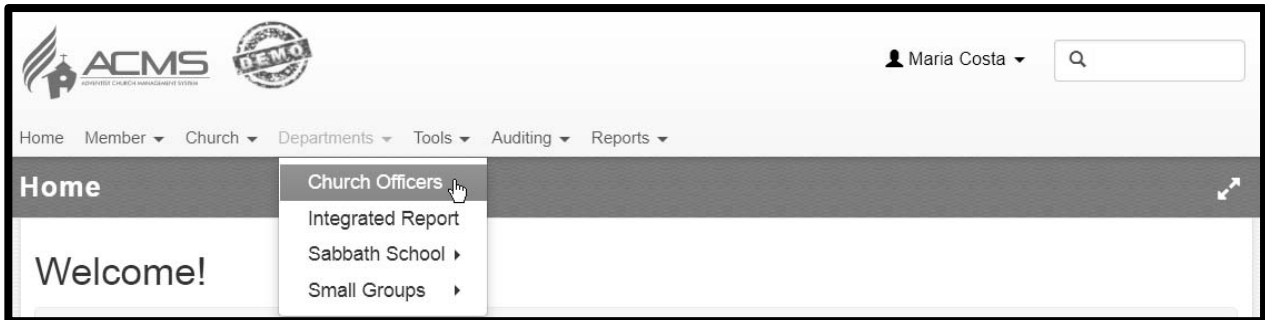 ACMS
ADVENTIST CHURCH MANAGEMENT SYSTEM
DEMO
Maria Costa
Home Member Church Departments Tools Auditing Reports
Home
Church Officers
Integrated Report
Sabbath School
Small Groups
Welcome!